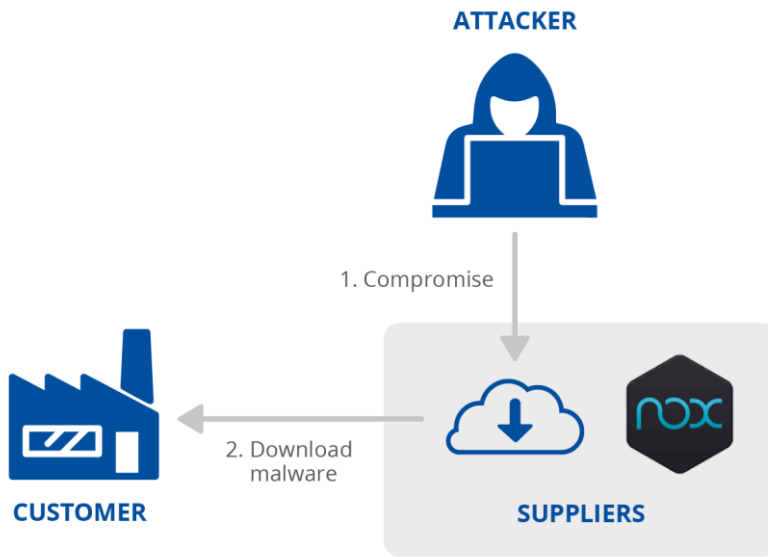 ATTACKER
1. Compromise
nox
2. Download
malware
CUSTOMER
SUPPLIERS